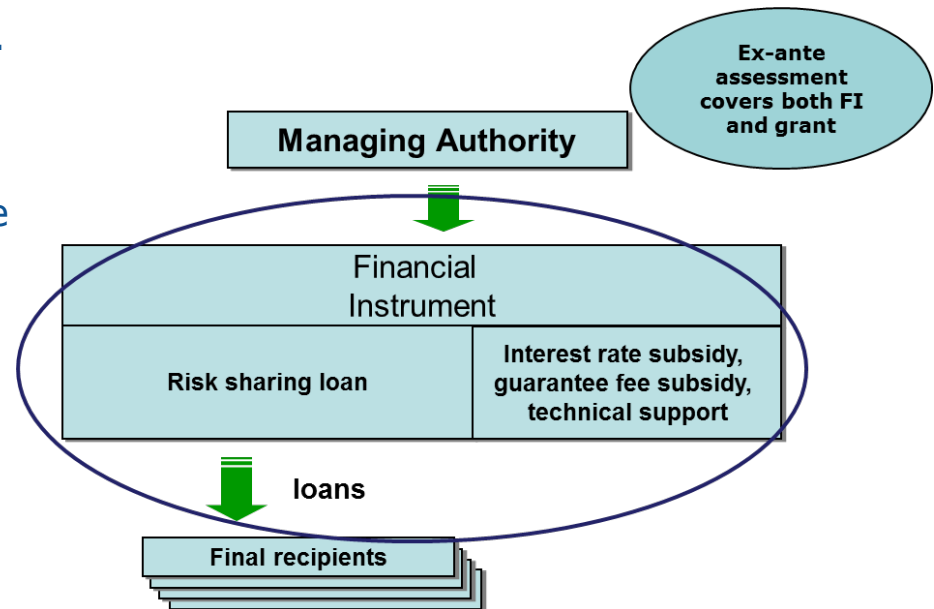 Ex-ante
assessment
covers both FI
and grant
Managing Authority
e
Financial
Instrument
Risk sharing loan
Interest rate subsidy,
guarantee fee subsidy,
technical support
loans
Final recipients